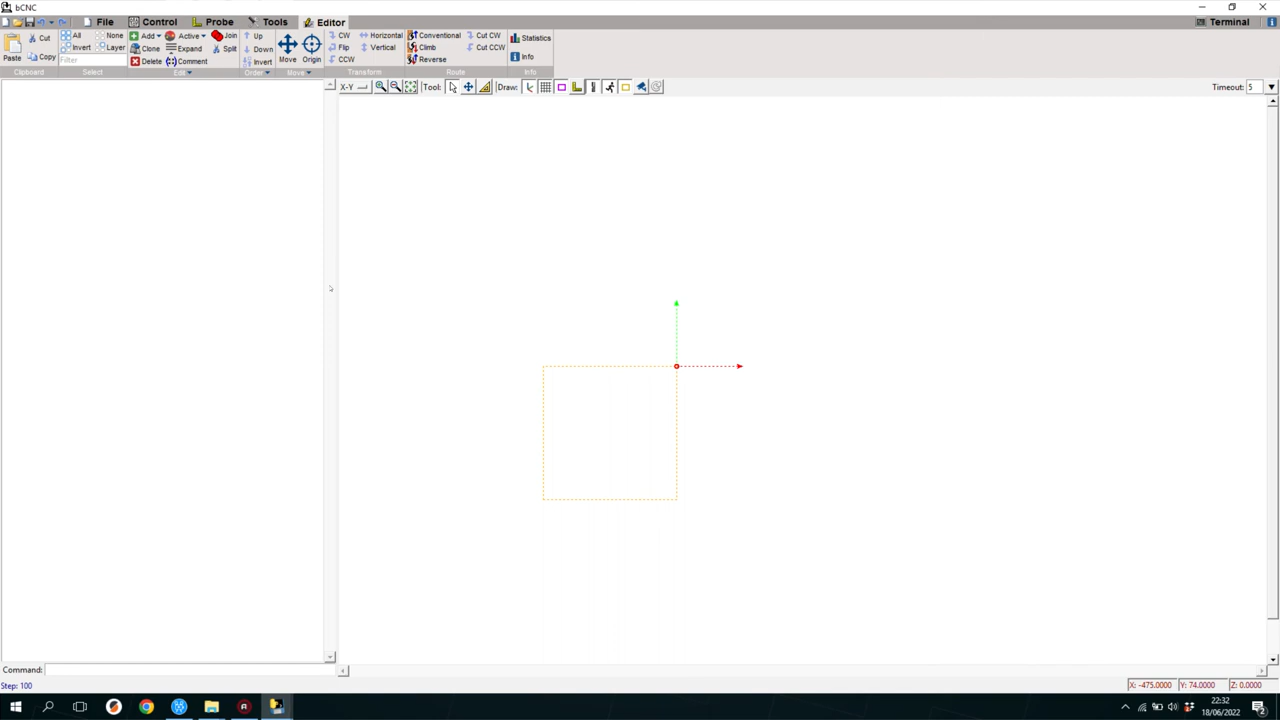 bCNC
File Control Probe Tools Editor Terminal
Paste Cut Copy
All None
Invert Layer
Filter
Add Active Join
Clone Expand Split
Delete Comment
Up
Down
Invert
Move Origin
CW Horizontal
Flip Vertical
CCW
Conventional Cut CW
Climb Cut CCW
Reverse
Statistics
Info
Clipboard Select Edit Order Move Transform Route Info
X-Y Tool: Draw: Timeout: 5
Command:
Step: 100 X: -475.0000 Y: 74.0000 Z: 0.0000
22:32
18/06/2022
2